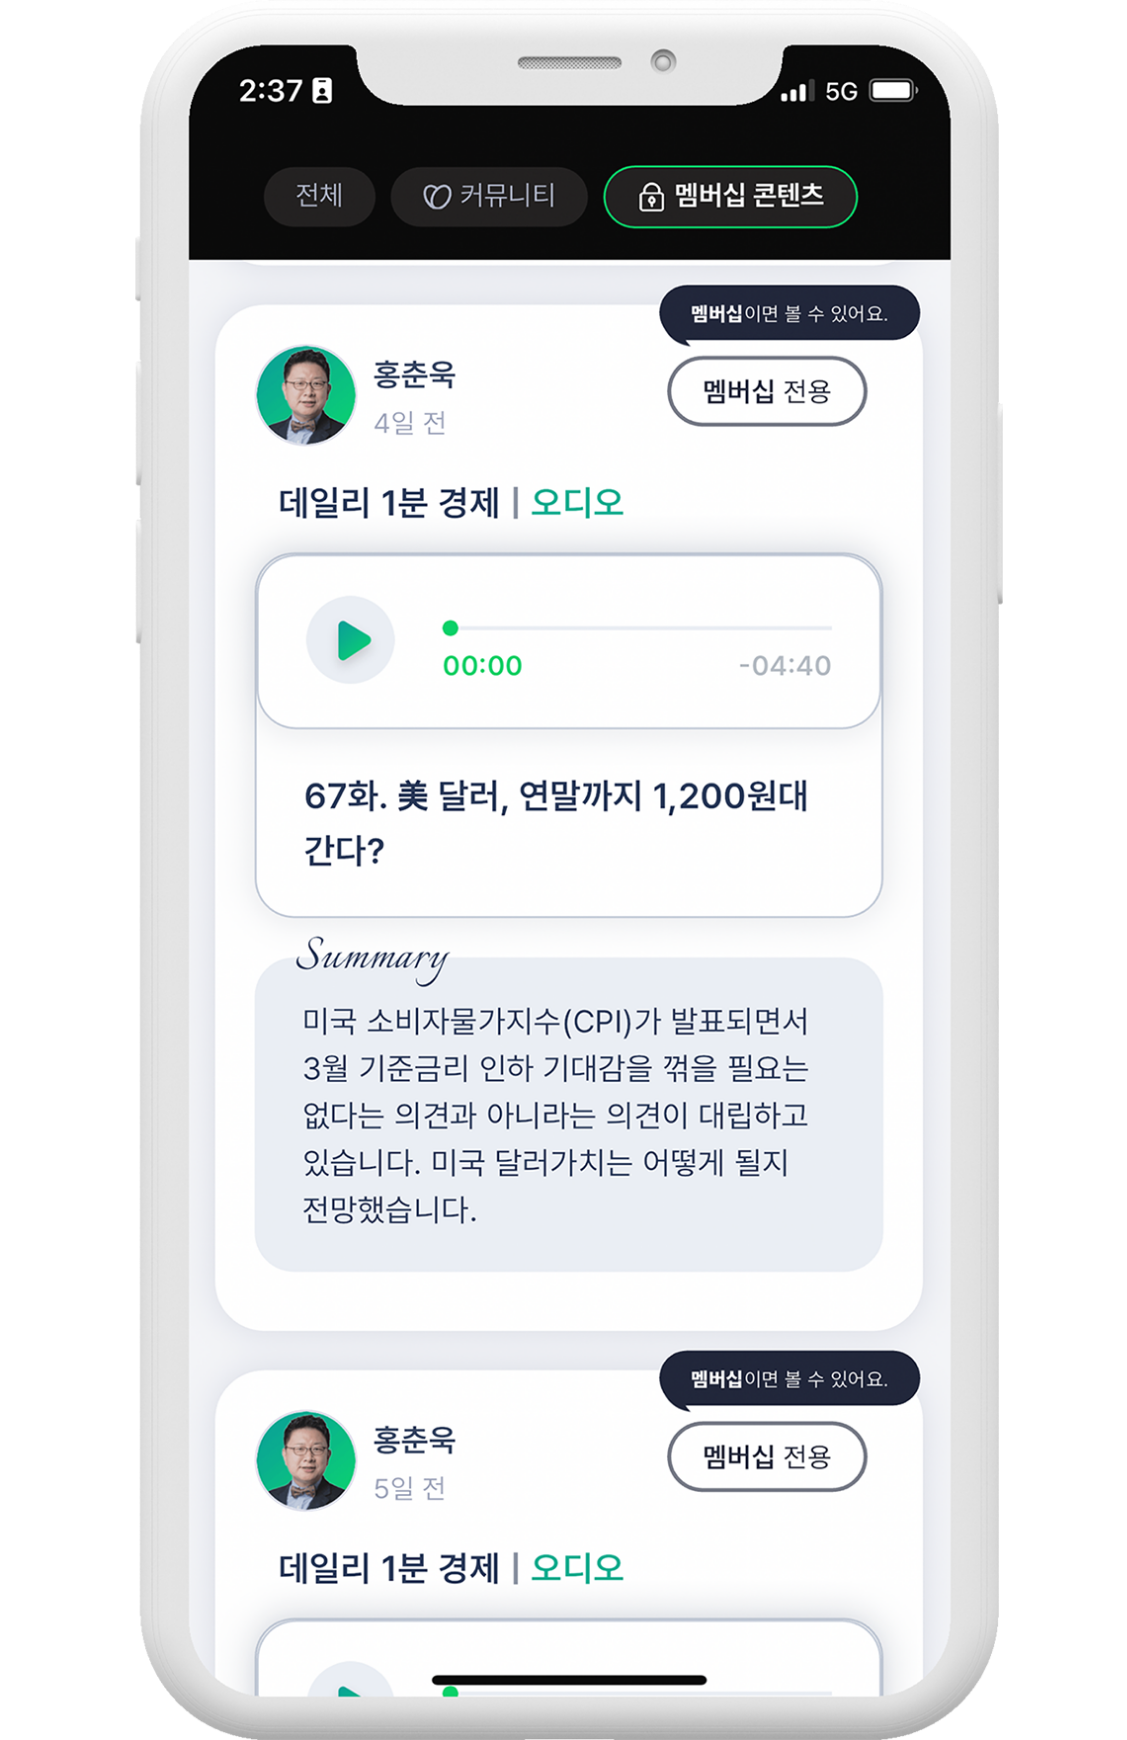 2:37
5G
전체
커뮤니티
멤버십 콘텐츠
멤버십이면 볼 수 있어요.
홍춘욱
4일 전
멤버십 전용
데일리 1분 경제 | 오디오
00:00
-04:40
67화. 美 달러, 연말까지 1,200원대
간다?
Summary
미국 소비자물가지수(CPI)가 발표되면서
3월 기준금리 인하 기대감을 꺾을 필요는
없다는 의견과 아니라는 의견이 대립하고
있습니다. 미국 달러가치는 어떻게 될지
전망했습니다.
멤버십이면 볼 수 있어요.
홍춘욱
5일 전
멤버십 전용
데일리 1분 경제 | 오디오